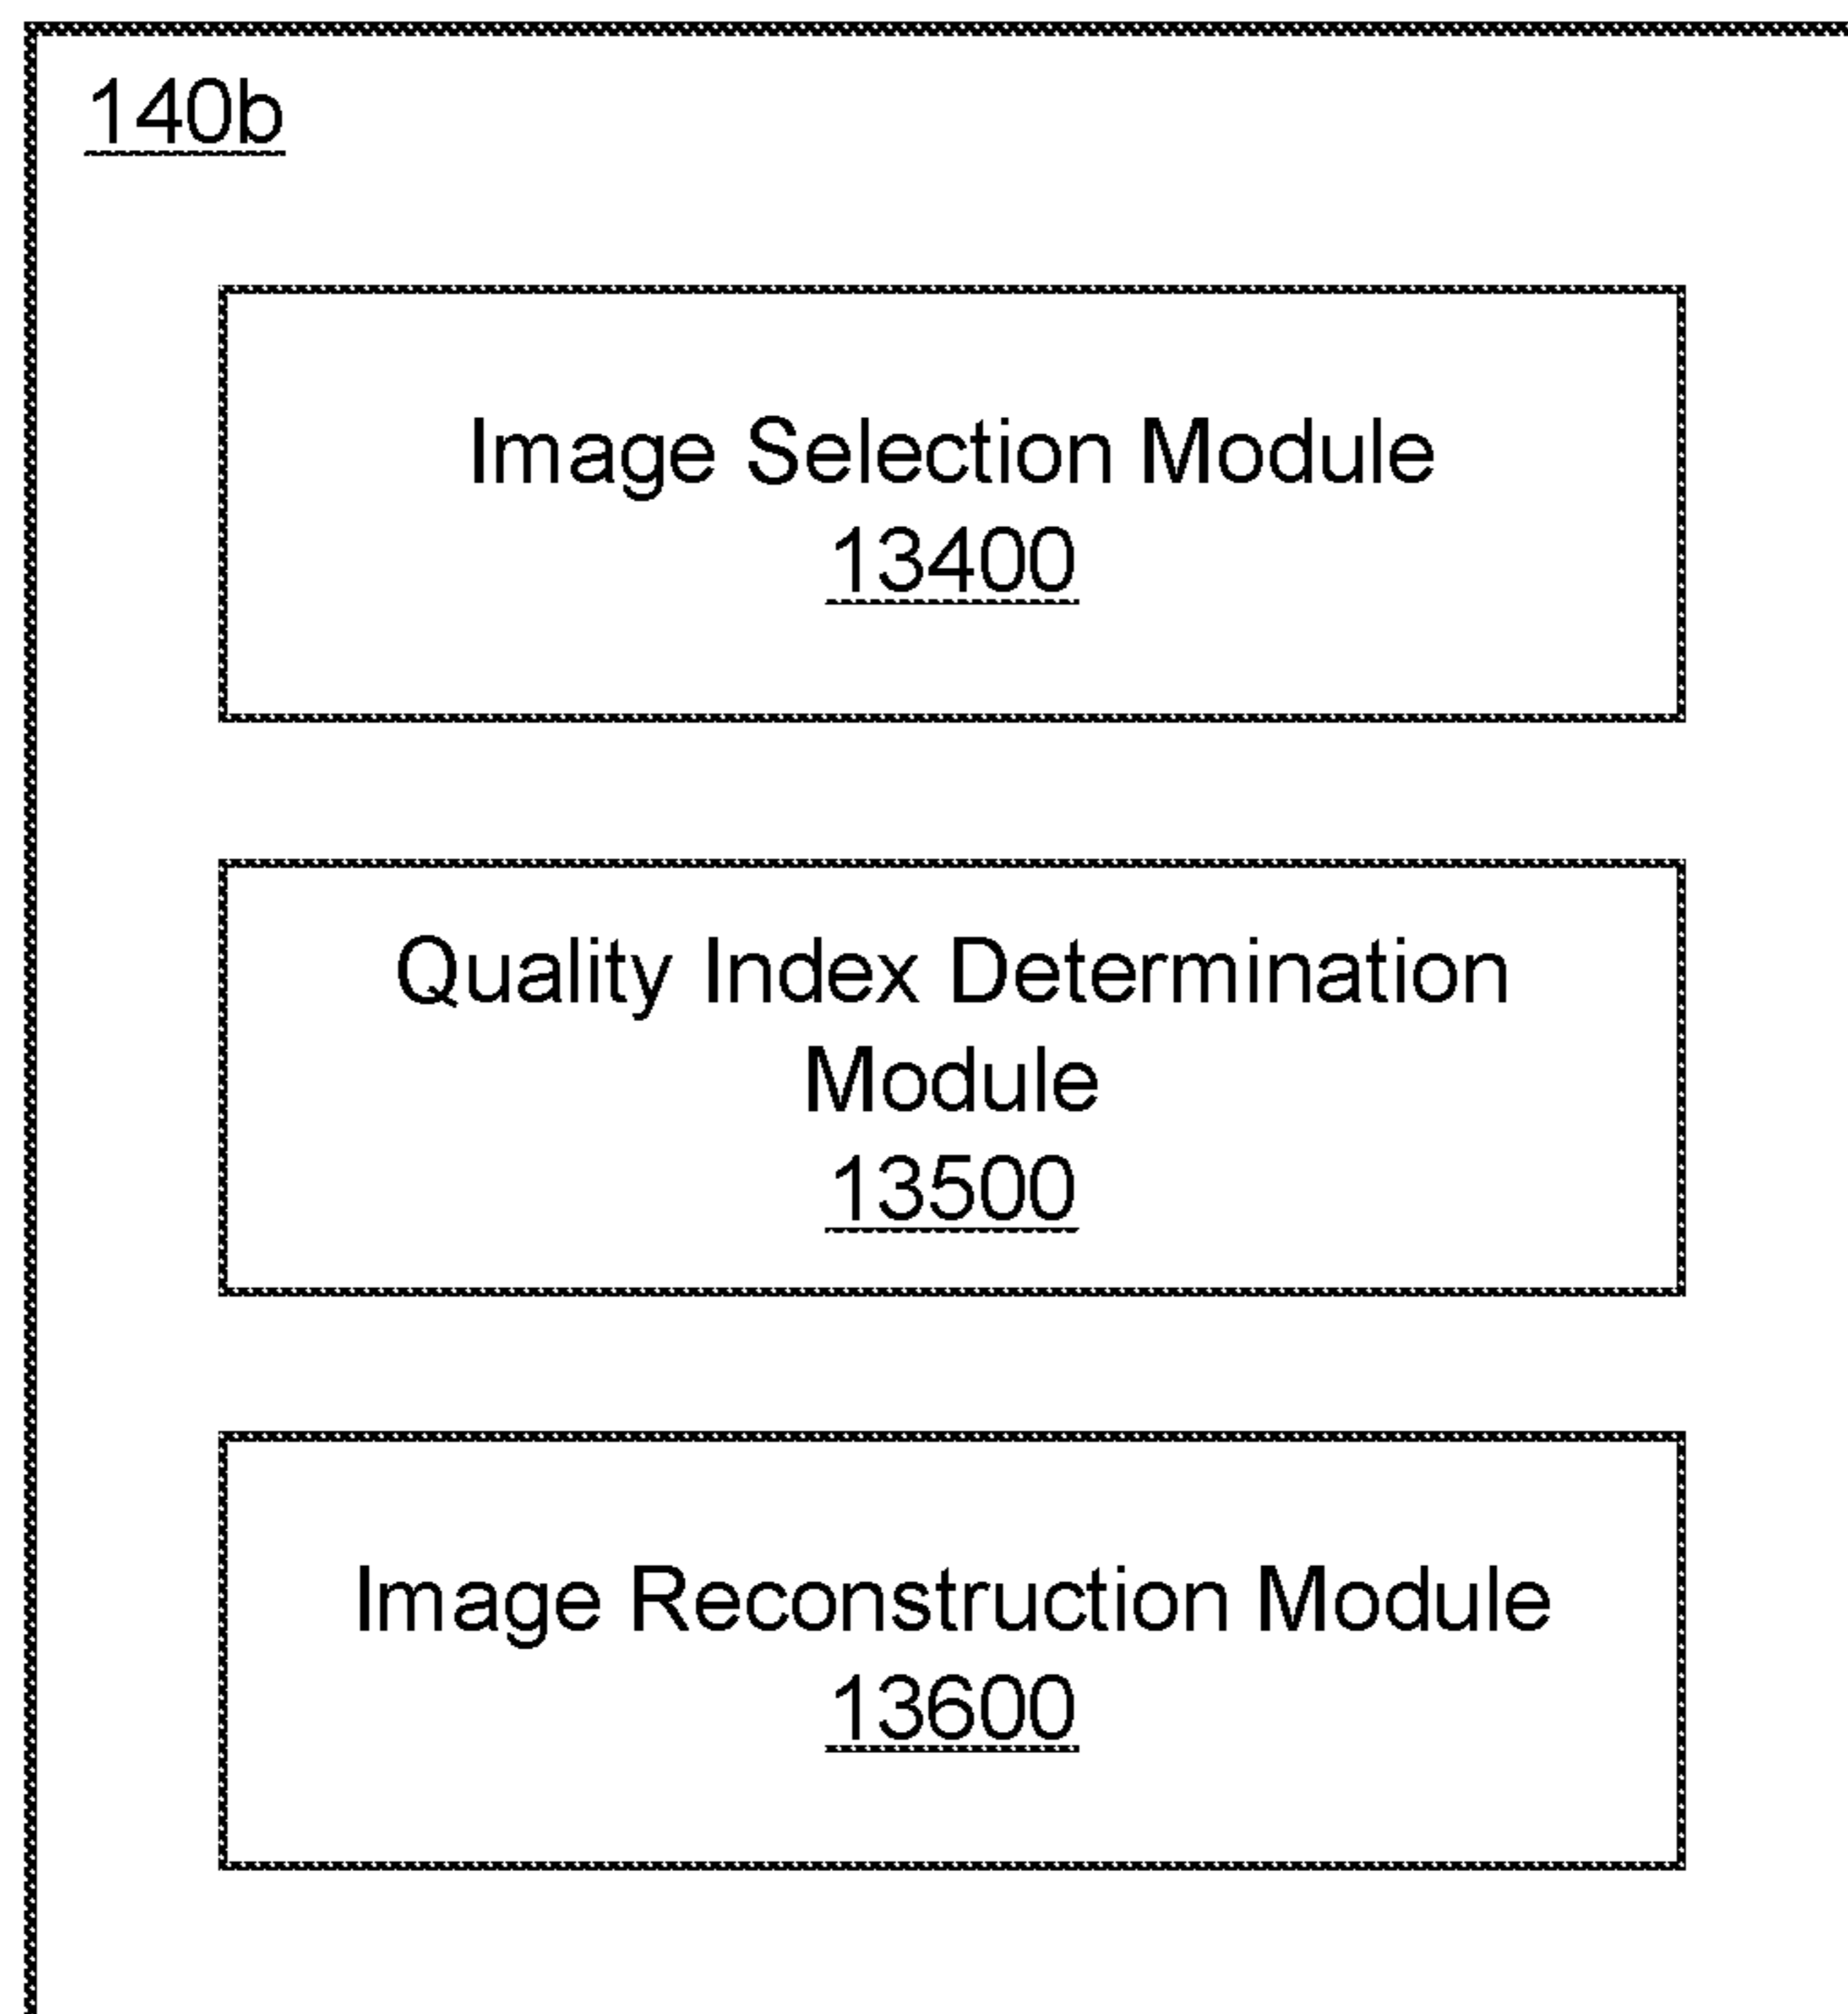 140b
Image Selection Module
13400
Quality Index Determination
Module
13500
Image Reconstruction Module
13600